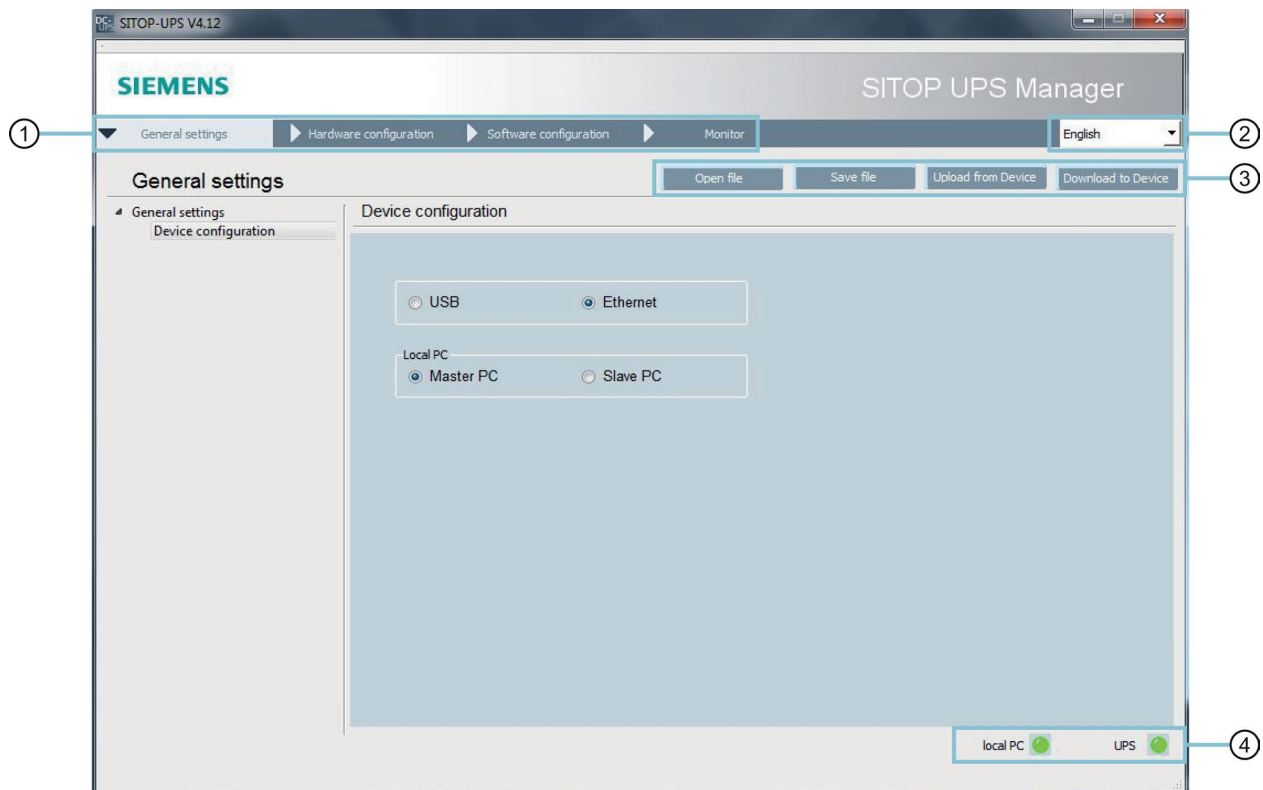 SITOP-UPS V4.12
SIEMENS
SITOP UPS Manager
1
General settings
Hardware configuration
Software configuration
Monitor
English
2
General settings
Open file
Save file
Upload from Device
Download to Device
3
General settings
Device configuration
Device configuration
USB
Ethernet
Local PC
Master PC
Slave PC
local PC
UPS
4